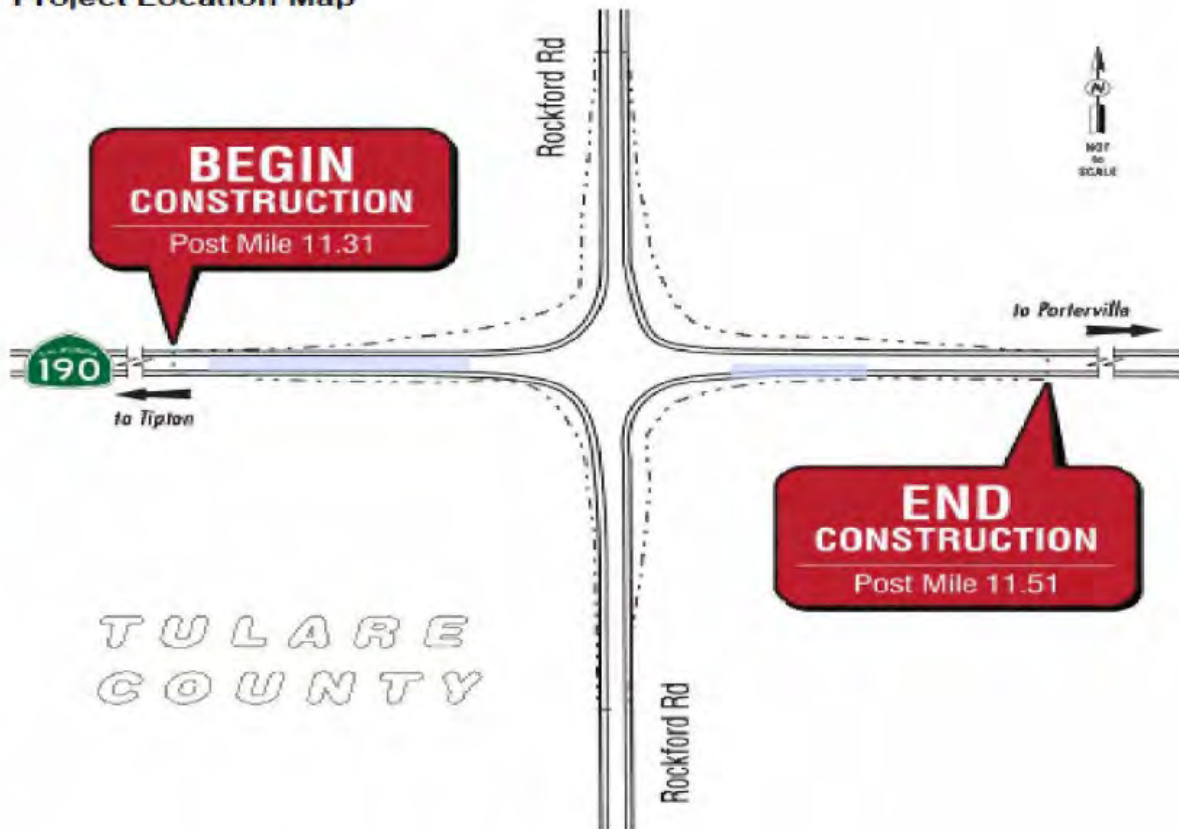 Project Location Map
Rockford Rd
N
NOT
to
SCALE
BEGIN
CONSTRUCTION
Post Mile 11.31
to Porterville
CALIFORNIA
190
to Tipton
END
CONSTRUCTION
Post Mile 11.51
TULARE
COUNTY
Rockford Rd